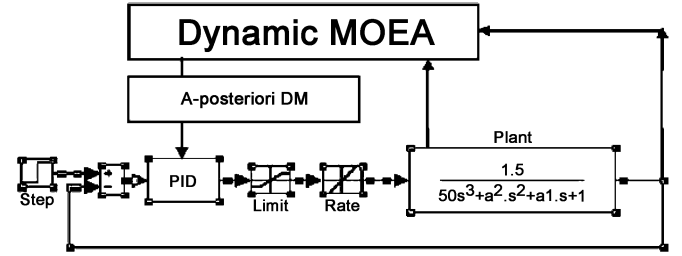 Dynamic MOEA
A-posteriori DM
Plant
+
−
PID
1.5
50s³+a².s²+a1.s+1
Step
Limit
Rate